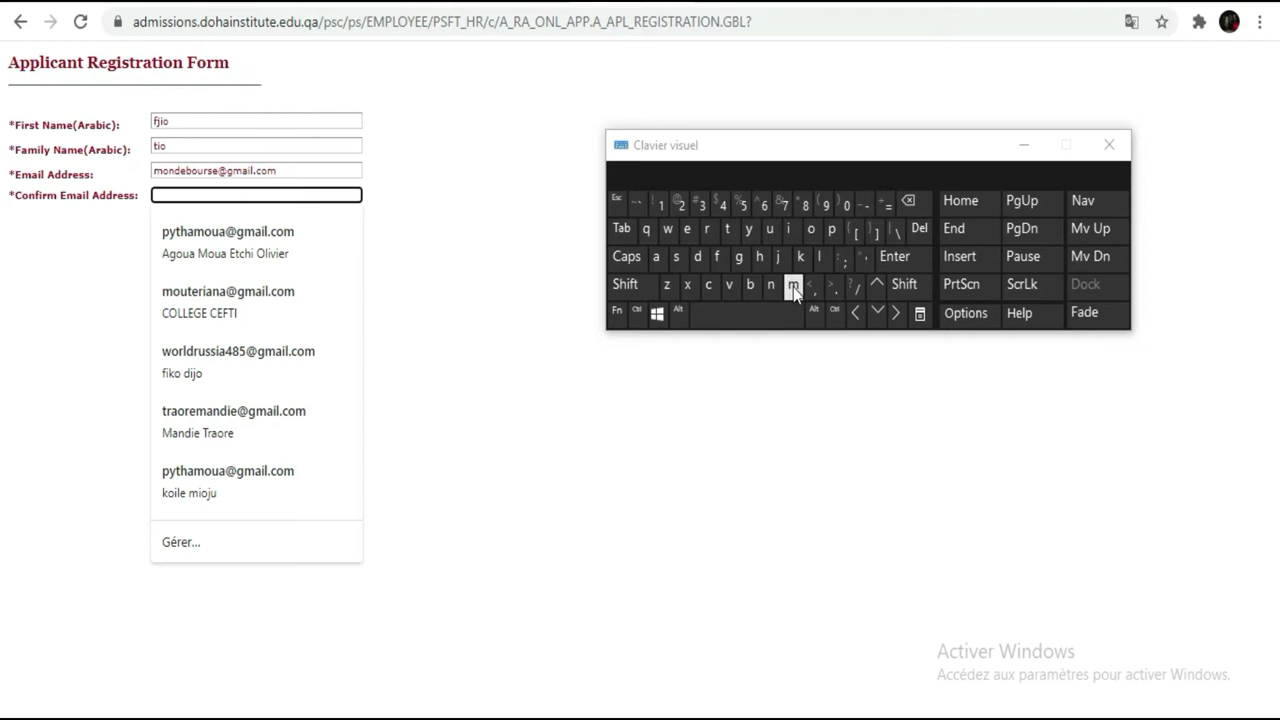 admissions.dohainstitute.edu.qa/psc/ps/EMPLOYEE/PSFT_HR/c/A_RA_ONL_APP.A_APL_REGISTRATION.GBL?
Applicant Registration Form
*First Name(Arabic): fjio
*Family Name(Arabic): tio
*Email Address: mondebourse@gmail.com
*Confirm Email Address:
pythamoua@gmail.com
Agoua Moua Etchi Olivier
mouteriana@gmail.com
COLLEGE CEFTI
worldrussia485@gmail.com
fiko dijo
traoremandie@gmail.com
Mandie Traore
pythamoua@gmail.com
koile mioju
Gérer...
Clavier visuel
Esc ~ ` ! 1 @ 2 # 3 $ 4 % 5 ^ 6 & 7 * 8 ( 9 ) 0 _ - + = Home PgUp Nav
Tab q w e r t y u i o p { [ } ] | \ Del End PgDn Mv Up
Caps a s d f g h j k l : ; " ' Enter Insert Pause Mv Dn
Shift z x c v b n m < , > . ? / Shift PrtScn ScrLk Dock
Fn Ctrl Alt Alt Ctrl Options Help Fade
Activer Windows
Accédez aux paramètres pour activer Windows.